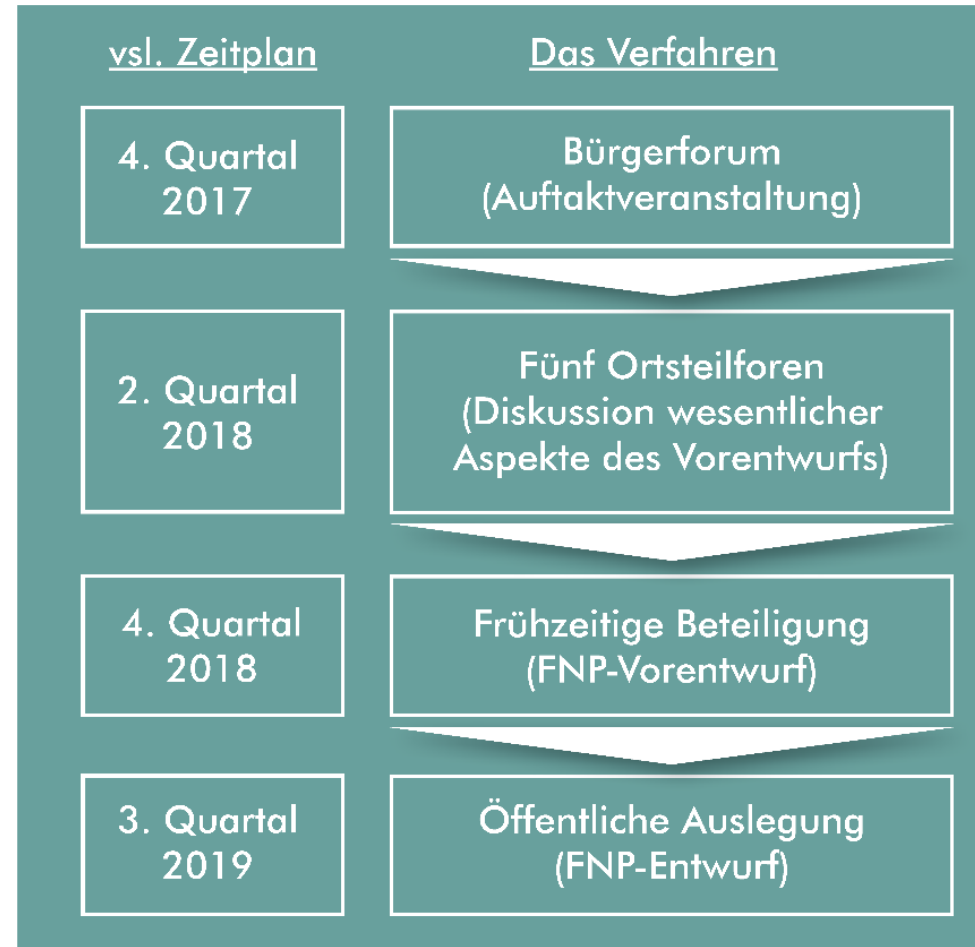 vsl. Zeitplan
Das Verfahren
4. Quartal
2017
Bürgerforum
(Auftaktveranstaltung)
2. Quartal
2018
Fünf Ortsteilforen
(Diskussion wesentlicher
Aspekte des Vorentwurfs)
4. Quartal
2018
Frühzeitige Beteiligung
(FNP-Vorentwurf)
3. Quartal
2019
Öffentliche Auslegung
(FNP-Entwurf)